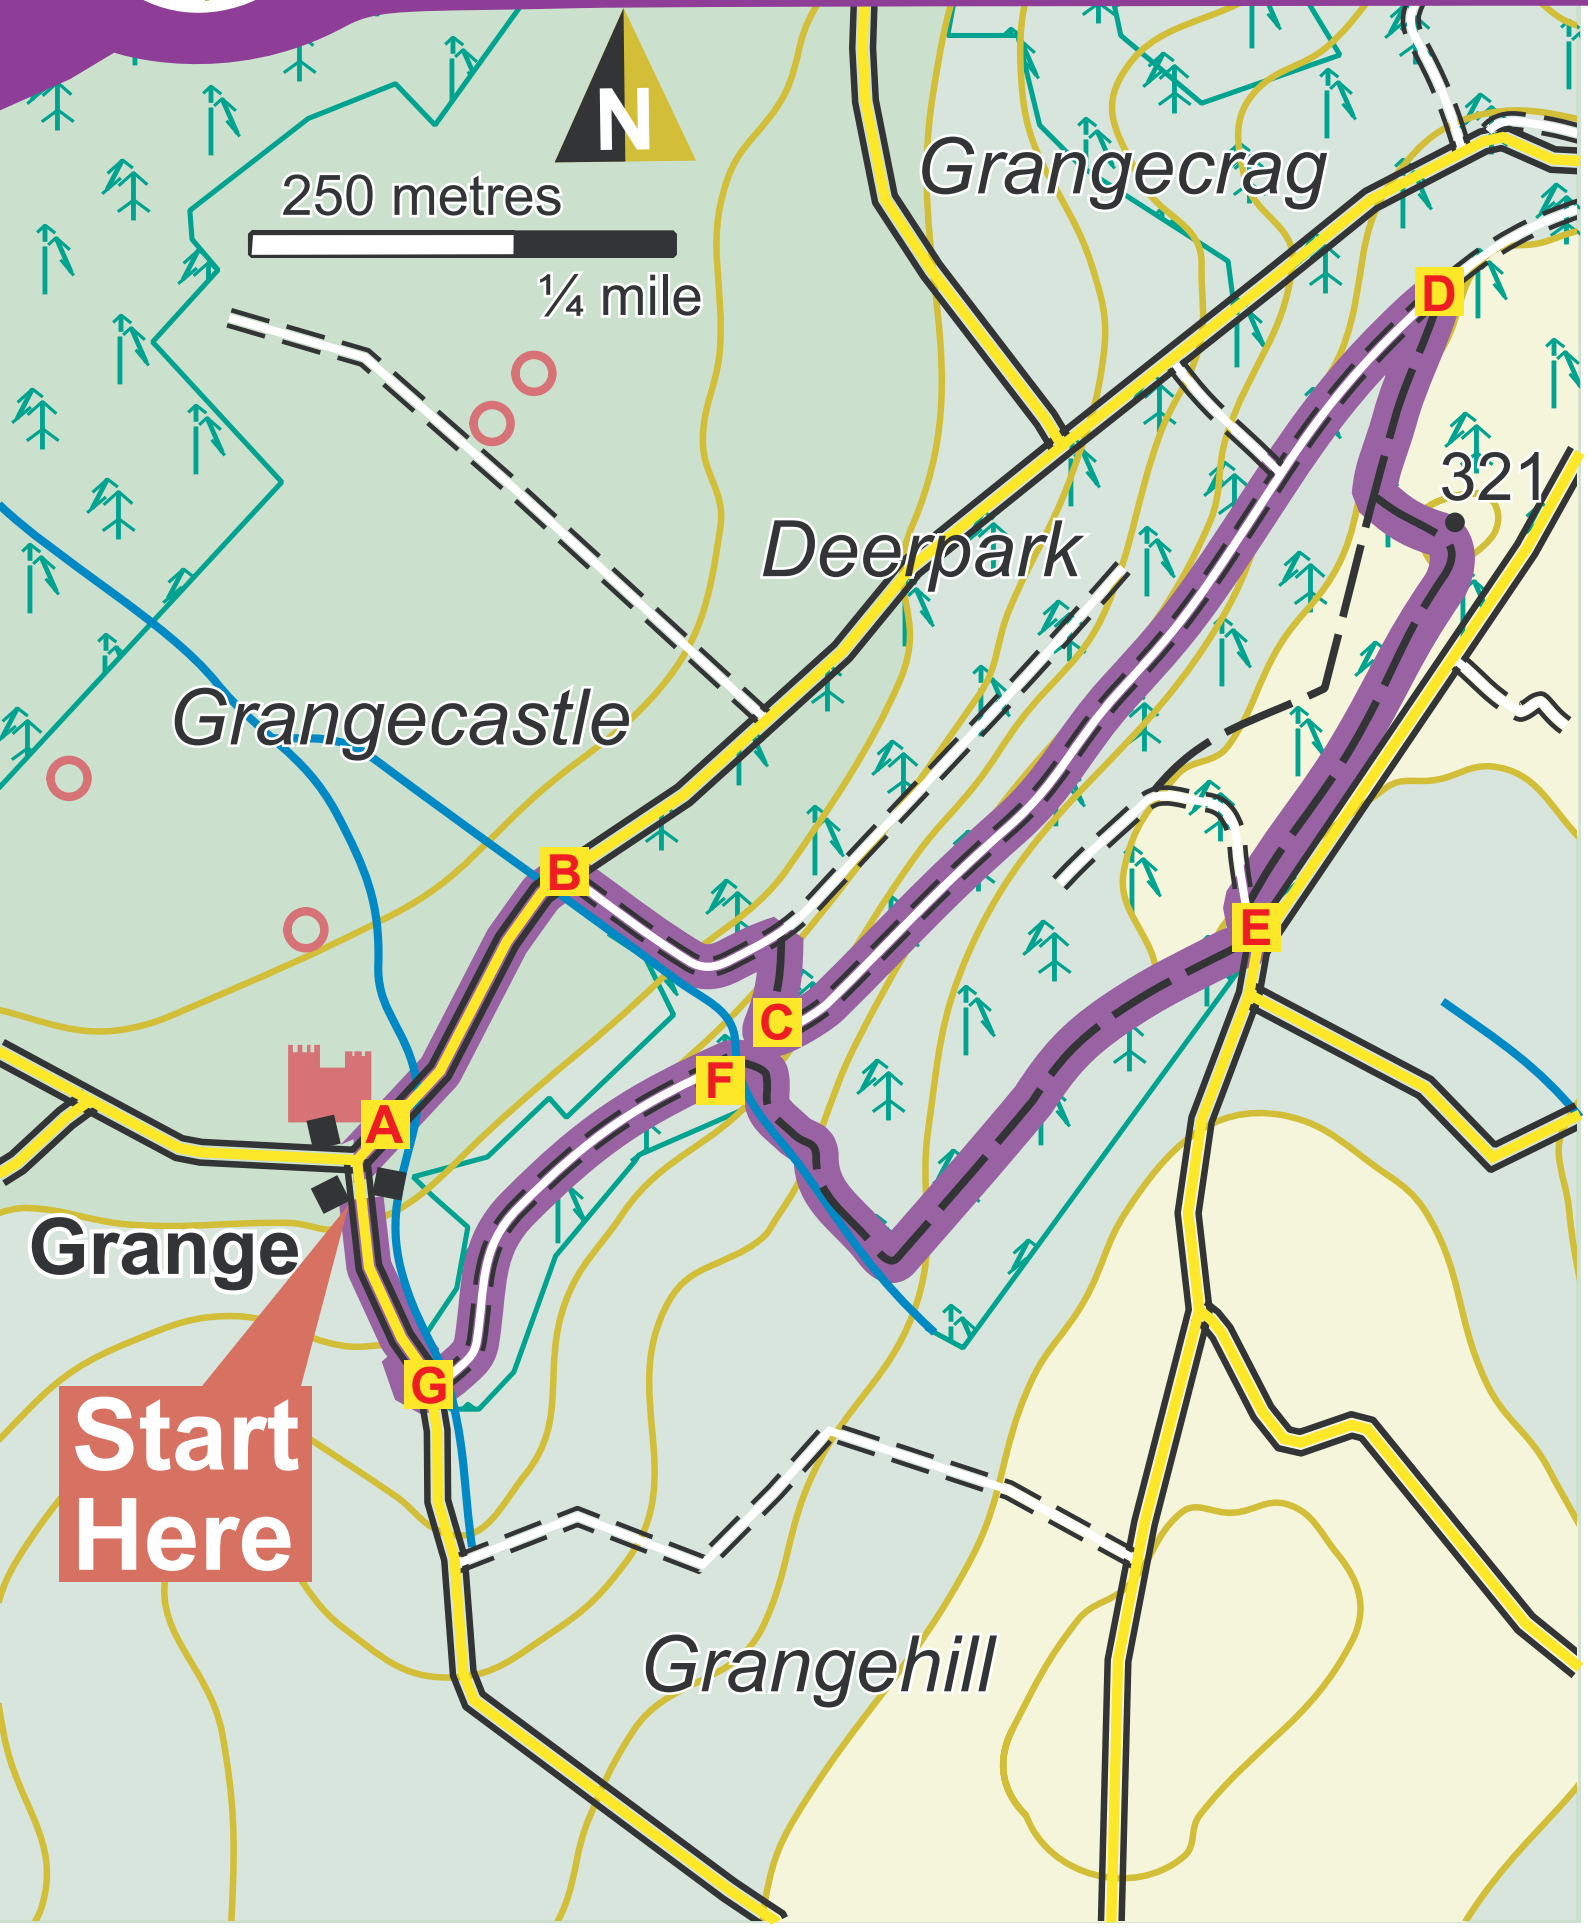 N
250 metres
¼ mile
Grangecrag
D
321
Deerpark
Grangecastle
B
E
C
F
A
Grange
G
Start
Here
Grangehill